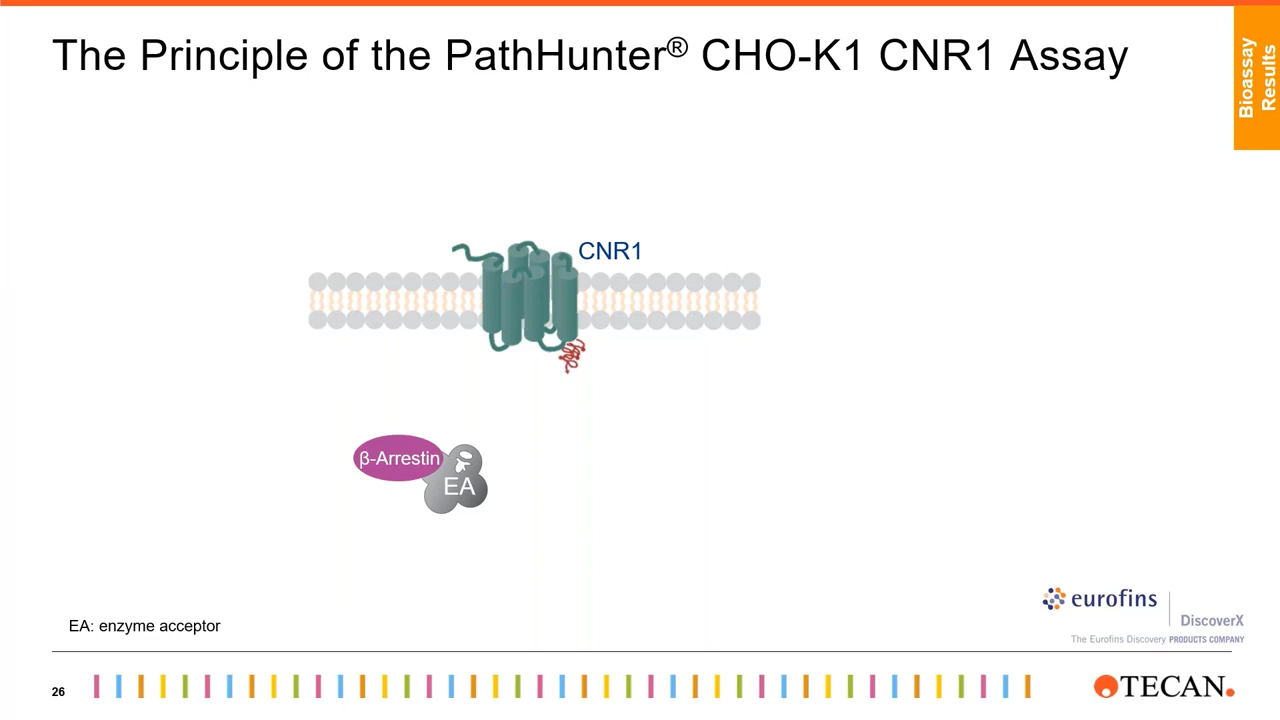 The Principle of the PathHunter® CHO-K1 CNR1 Assay
Bioassay
Results
CNR1
β-Arrestin
EA
EA: enzyme acceptor
eurofins
DiscoverX
The Eurofins Discovery PRODUCTS COMPANY
26
TECAN.